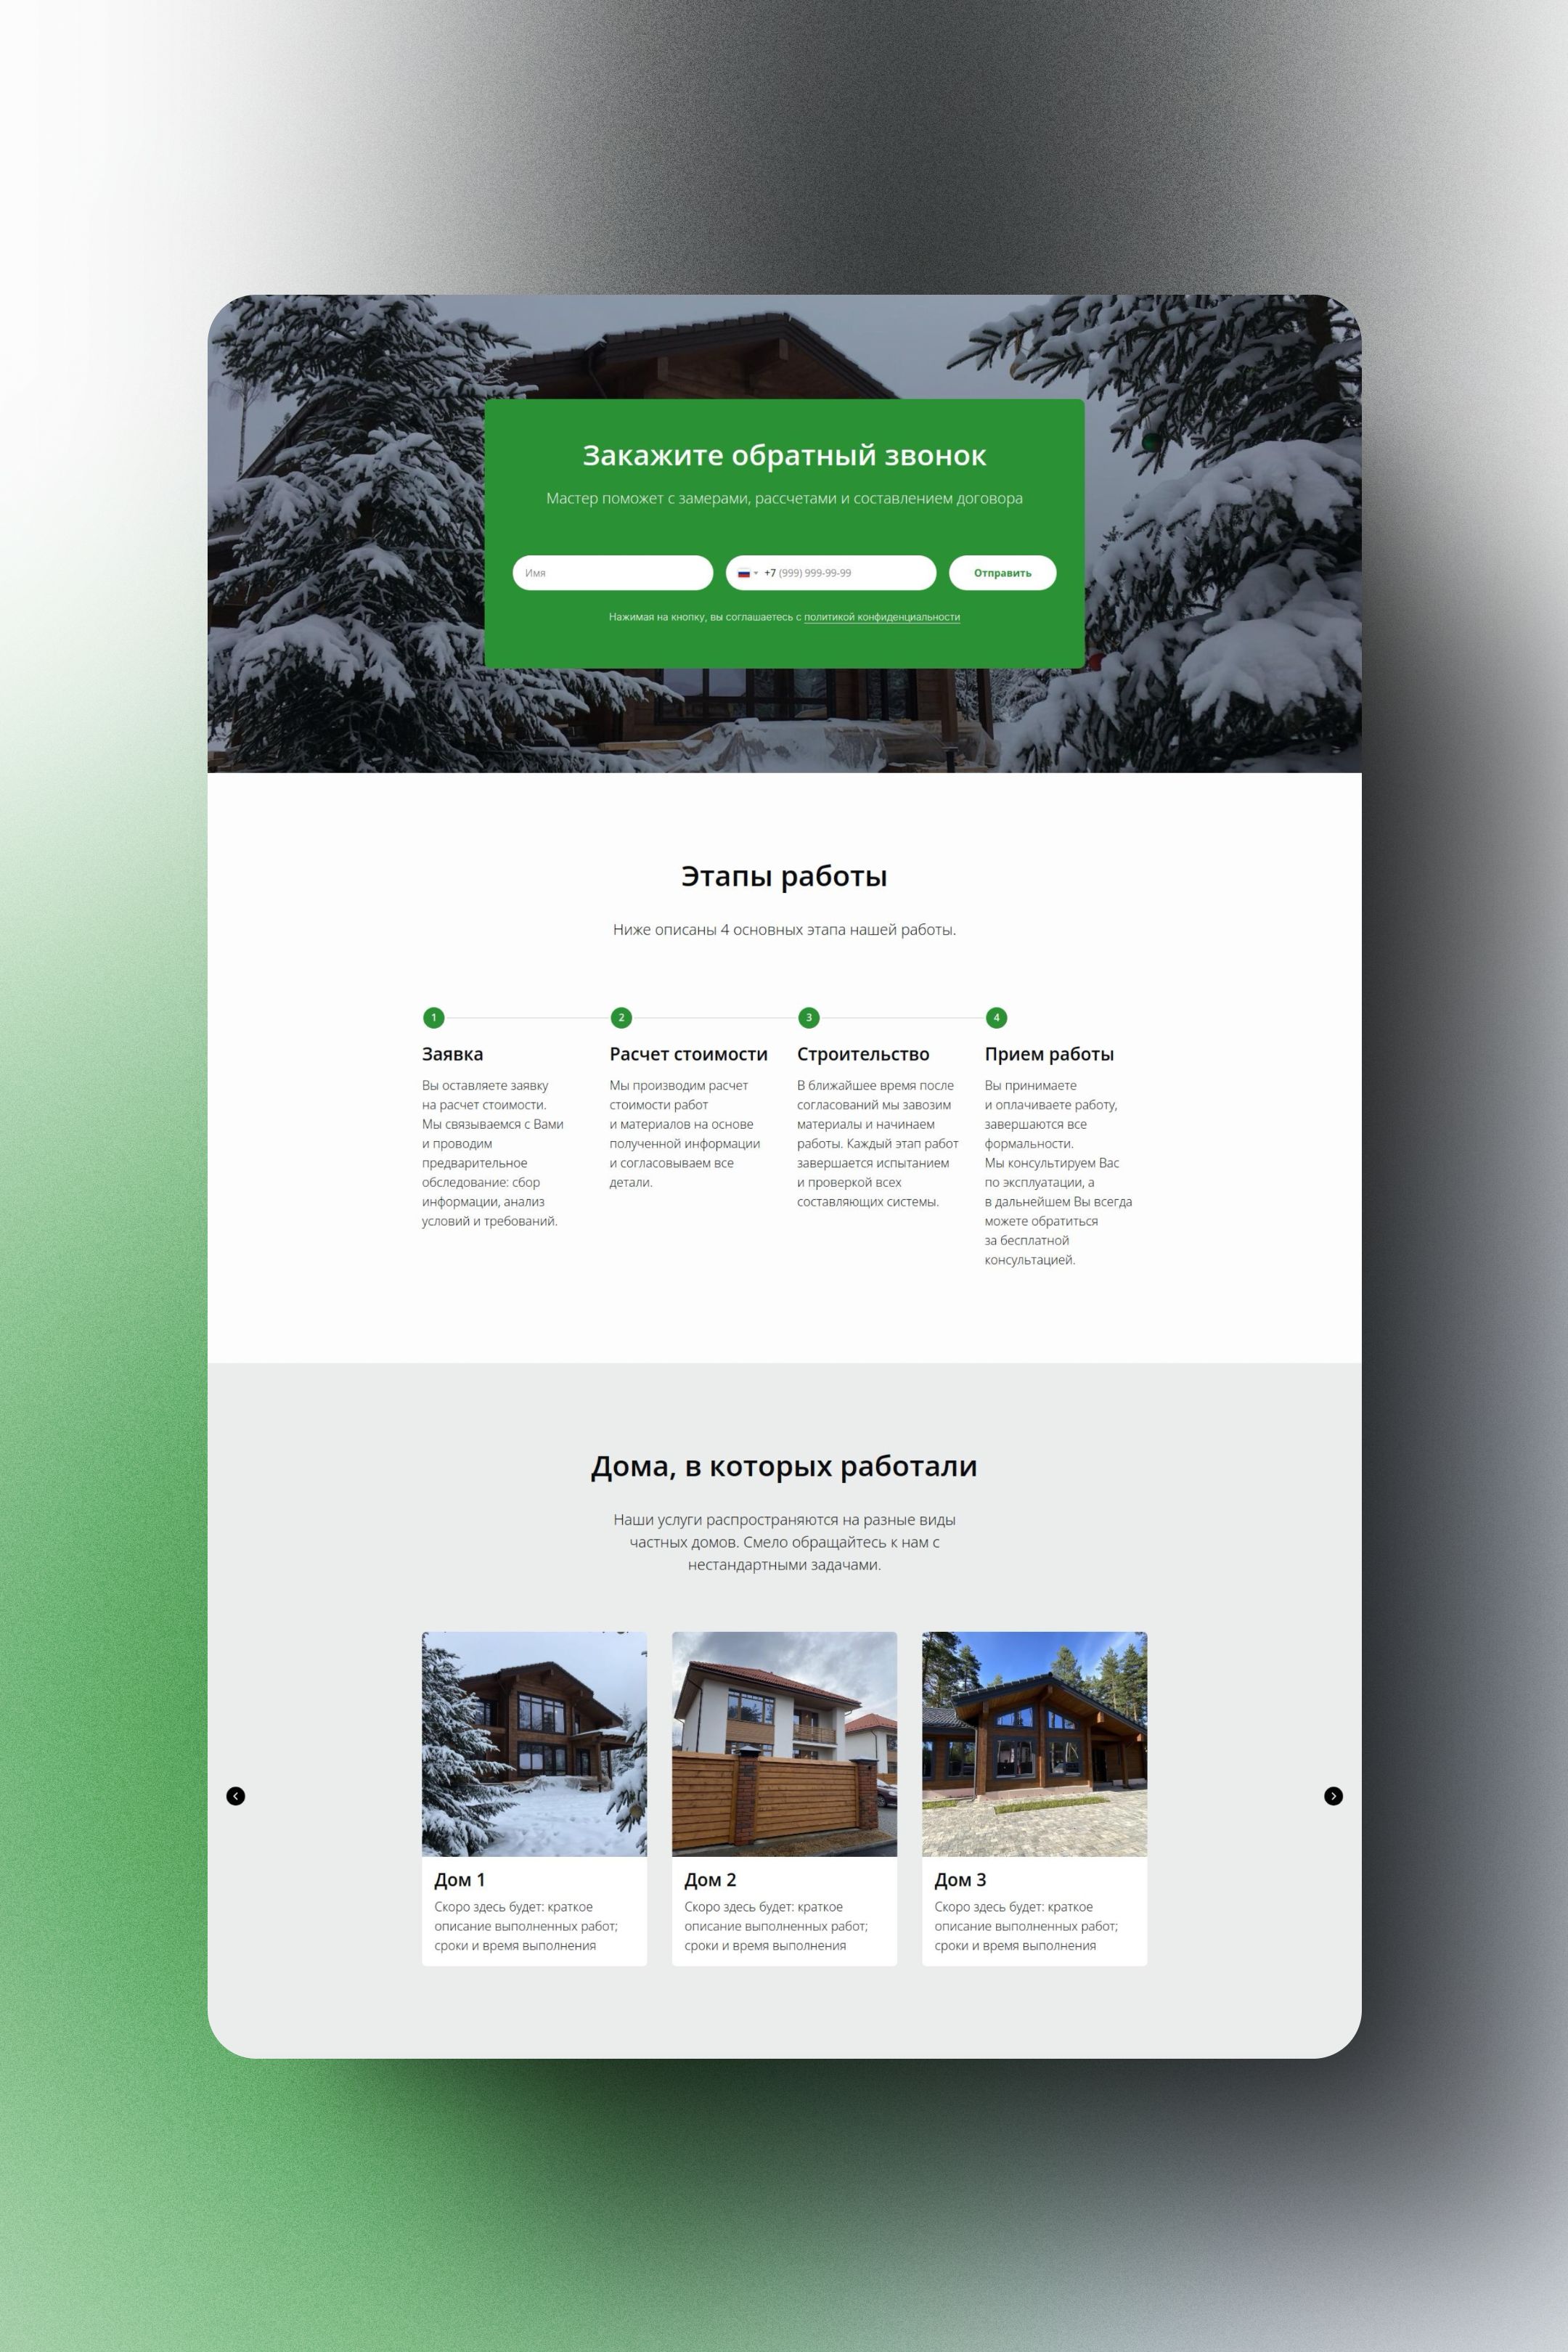 Закажите обратный звонок
Мастер поможет с замерами, рассчетами и составлением договора
Имя
+7 (999) 999-99-99
Отправить
Нажимая на кнопку, вы соглашаетесь с политикой конфиденциальности
Этапы работы
Ниже описаны 4 основных этапа нашей работы.
1
Заявка
Вы оставляете заявку
на расчет стоимости.
Мы связываемся с Вами
и проводим
предварительное
обследование: сбор
информации, анализ
условий и требований.
2
Расчет стоимости
Мы производим расчет
стоимости работ
и материалов на основе
полученной информации
и согласовываем все
детали.
3
Строительство
В ближайшее время после
согласований мы завозим
материалы и начинаем
работы. Каждый этап работ
завершается испытанием
и проверкой всех
составляющих системы.
4
Прием работы
Вы принимаете
и оплачиваете работу,
завершаются все
формальности.
Мы консультируем Вас
по эксплуатации, а
в дальнейшем Вы всегда
можете обратиться
за бесплатной
консультацией.
Дома, в которых работали
Наши услуги распространяются на разные виды
частных домов. Смело обращайтесь к нам с
нестандартными задачами.
Дом 1
Скоро здесь будет: краткое
описание выполненных работ;
сроки и время выполнения
Дом 2
Скоро здесь будет: краткое
описание выполненных работ;
сроки и время выполнения
Дом 3
Скоро здесь будет: краткое
описание выполненных работ;
сроки и время выполнения